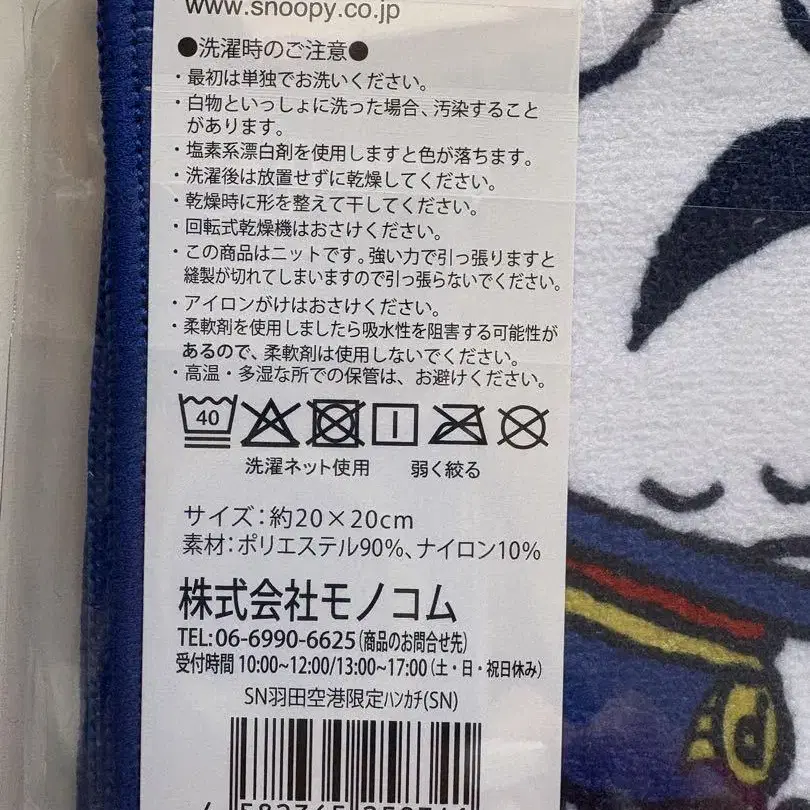 www.snoopy.co.jp
●洗濯時のご注意●
・最初は単独でお洗いください。
・白物といっしょに洗った場合、汚染すること
があります。
・塩素系漂白剤を使用しますと色が落ちます。
・洗濯後は放置せずに乾燥してください。
・乾燥時に形を整えて干してください。
・回転式乾燥機はおさけください。
・この商品はニットです。強い力で引っ張りますと
縫製が切れてしまいますので引っ張らないでください。
・アイロンがけはおさけください。
・柔軟剤を使用しましたら吸水性を阻害する可能性が
あるので、柔軟剤は使用しないでください。
・高温・多湿な所での保管は、お避けください。
40
洗濯ネット使用 弱く絞る
サイズ：約20×20cm
素材：ポリエステル90%、ナイロン10%
株式会社モノコム
TEL:06-6990-6625(商品のお問合せ先)
受付時間 10:00~12:00/13:00~17:00(土・日・祝日休み)
SN羽田空港限定ﾊﾝｶﾁ(SN)